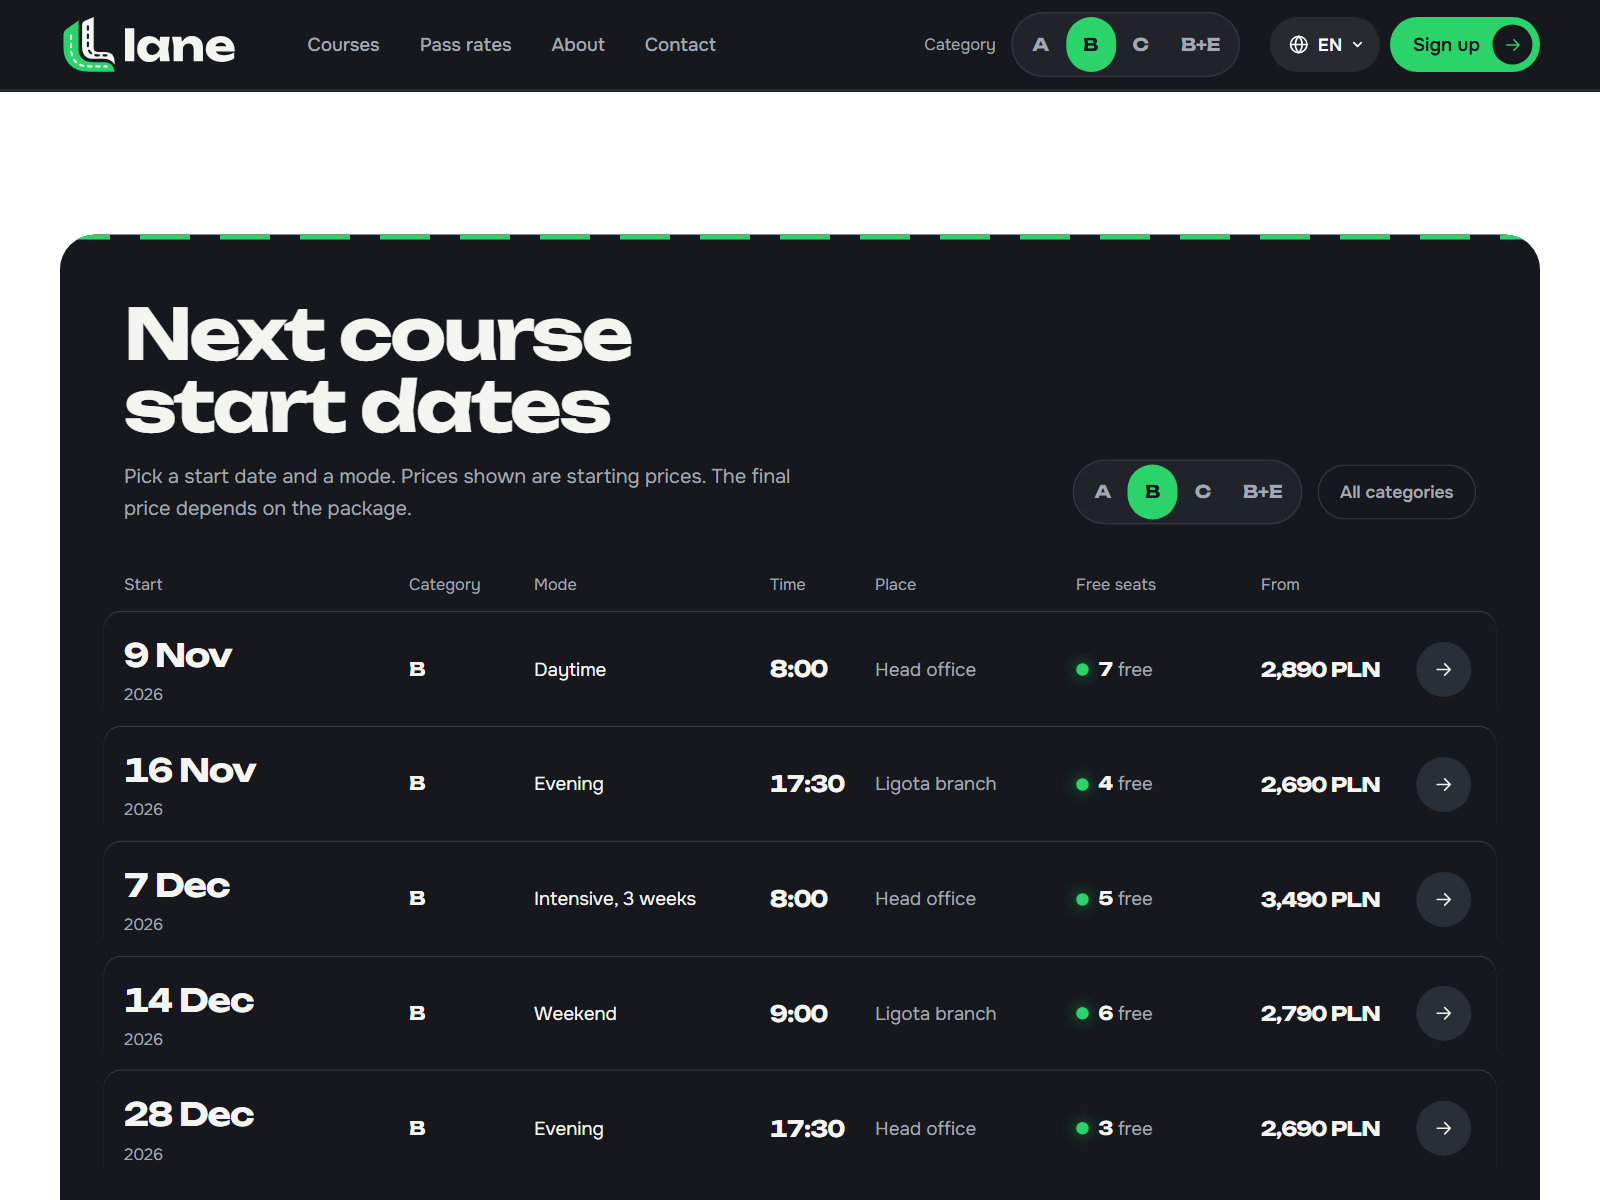 lane
Courses Pass rates About Contact Category A B C B+E EN Sign up
Next course
start dates
Pick a start date and a mode. Prices shown are starting prices. The final
price depends on the package.
A B C B+E All categories
Start Category Mode Time Place Free seats From
9 Nov
2026
B Daytime 8:00 Head office 7 free 2,890 PLN
16 Nov
2026
B Evening 17:30 Ligota branch 4 free 2,690 PLN
7 Dec
2026
B Intensive, 3 weeks 8:00 Head office 5 free 3,490 PLN
14 Dec
2026
B Weekend 9:00 Ligota branch 6 free 2,790 PLN
28 Dec
2026
B Evening 17:30 Head office 3 free 2,690 PLN